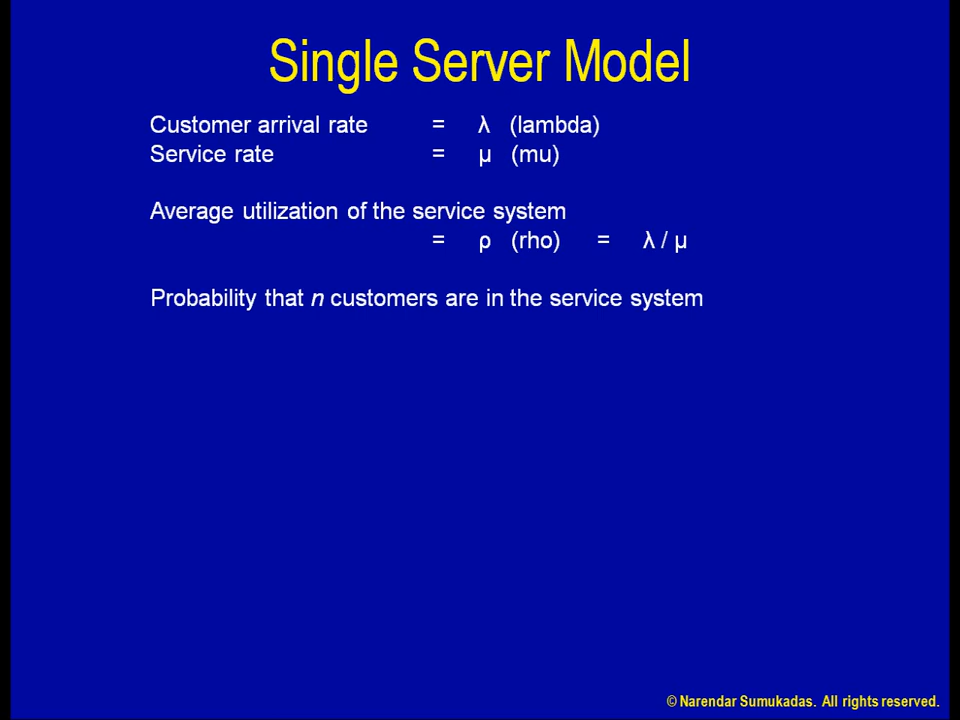 Single Server Model
Customer arrival rate = λ (lambda)
Service rate = μ (mu)
Average utilization of the service system
= ρ (rho) = λ / μ
Probability that n customers are in the service system
© Narendar Sumukadas. All rights reserved.